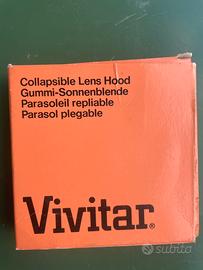 Collapsible Lens Hood
Gummi-Sonnenblende
Parasoleil repliable
Parasol plegable
Vivitar®
subito